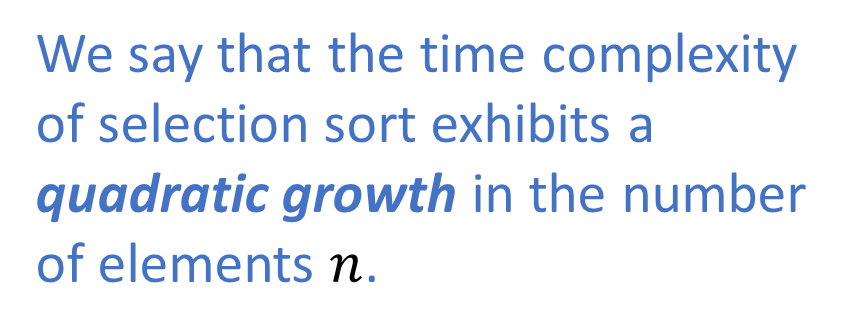 We say that the time complexity
of selection sort exhibits a
quadratic growth in the number
of elements n.